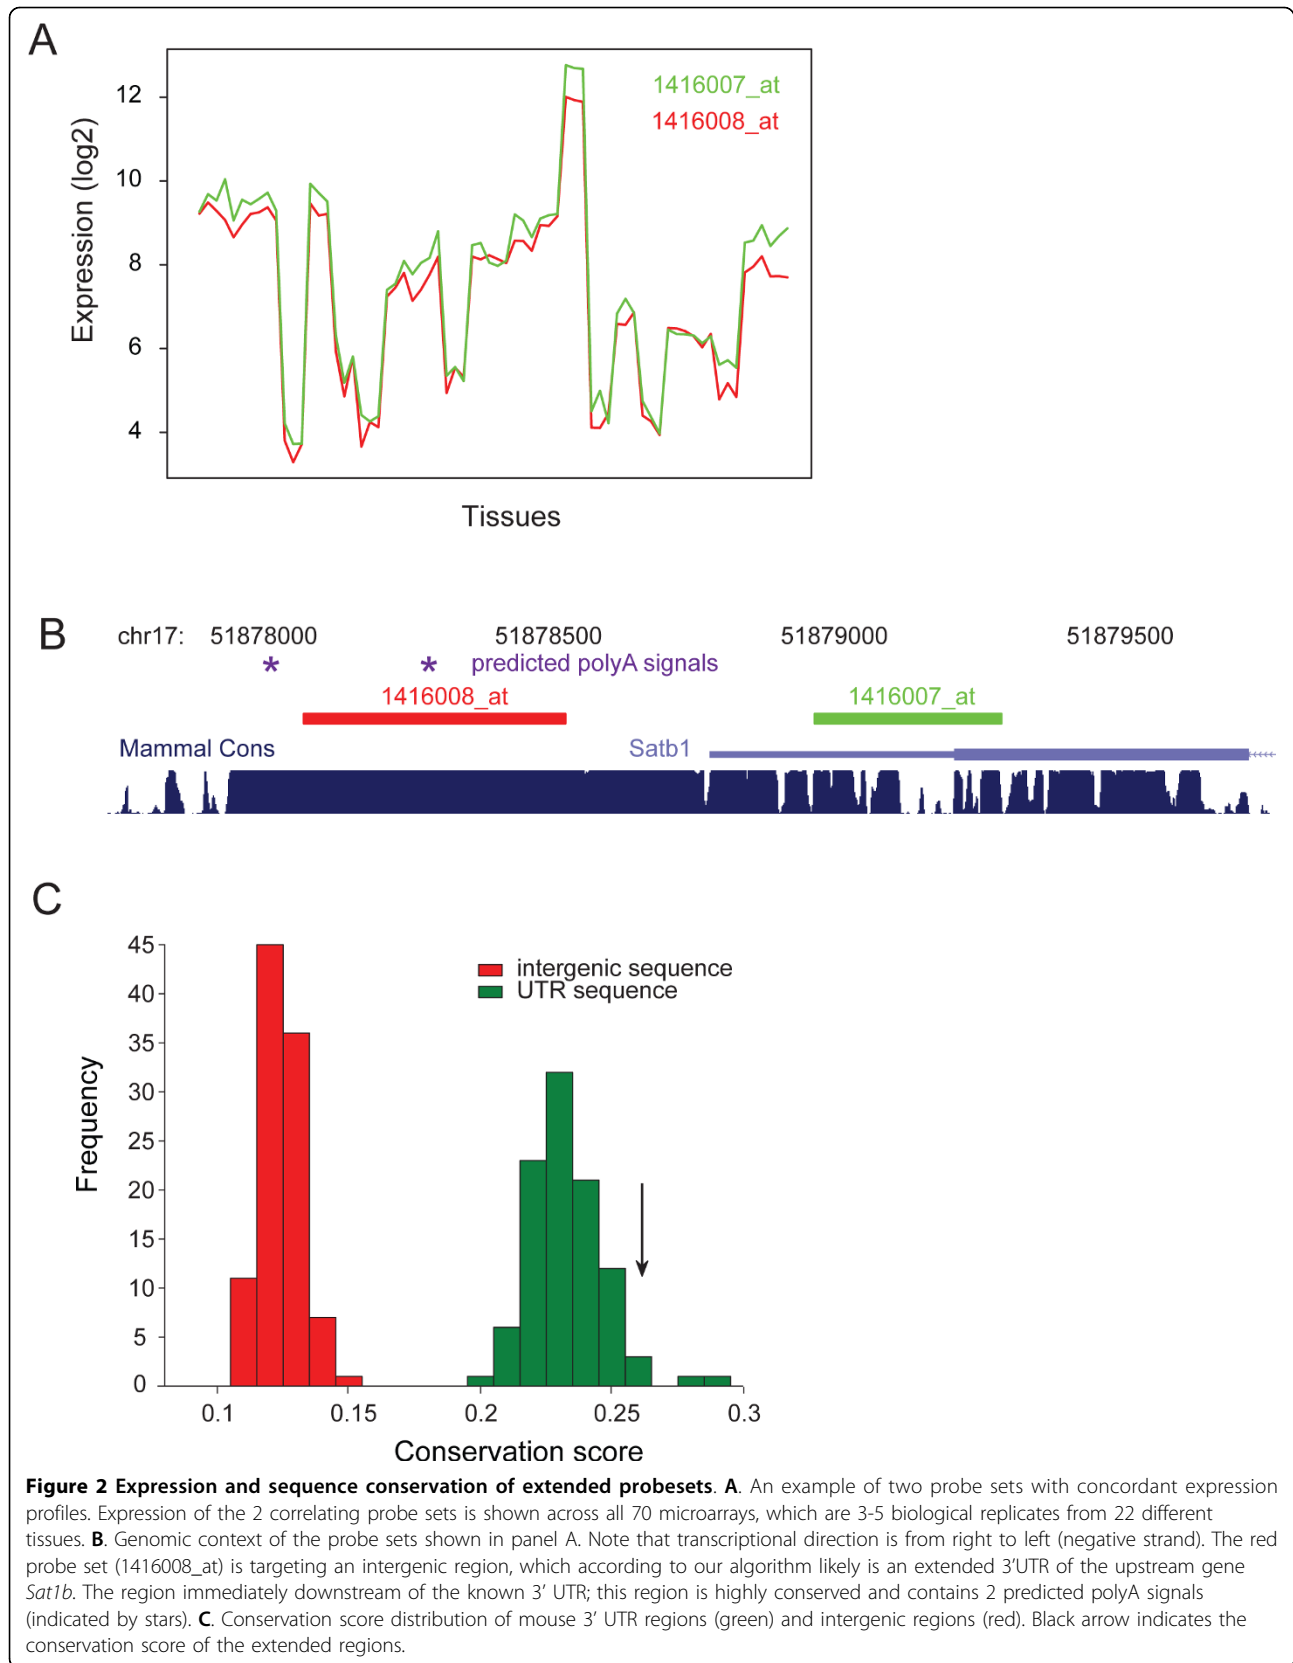 A
1416007_at
1416008_at
12
10
8
6
4
Expression (log2)
Tissues
B
chr17: 51878000 51878500 51879000 51879500
* * predicted polyA signals
1416008_at 1416007_at
Mammal Cons Satb1
C
45
40
35
30
25
20
15
10
5
0
Frequency
intergenic sequence
UTR sequence
0.1 0.15 0.2 0.25 0.3
Conservation score
Figure 2 Expression and sequence conservation of extended probesets. A. An example of two probe sets with concordant expression
profiles. Expression of the 2 correlating probe sets is shown across all 70 microarrays, which are 3-5 biological replicates from 22 different
tissues. B. Genomic context of the probe sets shown in panel A. Note that transcriptional direction is from right to left (negative strand). The red
probe set (1416008_at) is targeting an intergenic region, which according to our algorithm likely is an extended 3'UTR of the upstream gene
Sat1b. The region immediately downstream of the known 3' UTR; this region is highly conserved and contains 2 predicted polyA signals
(indicated by stars). C. Conservation score distribution of mouse 3' UTR regions (green) and intergenic regions (red). Black arrow indicates the
conservation score of the extended regions.